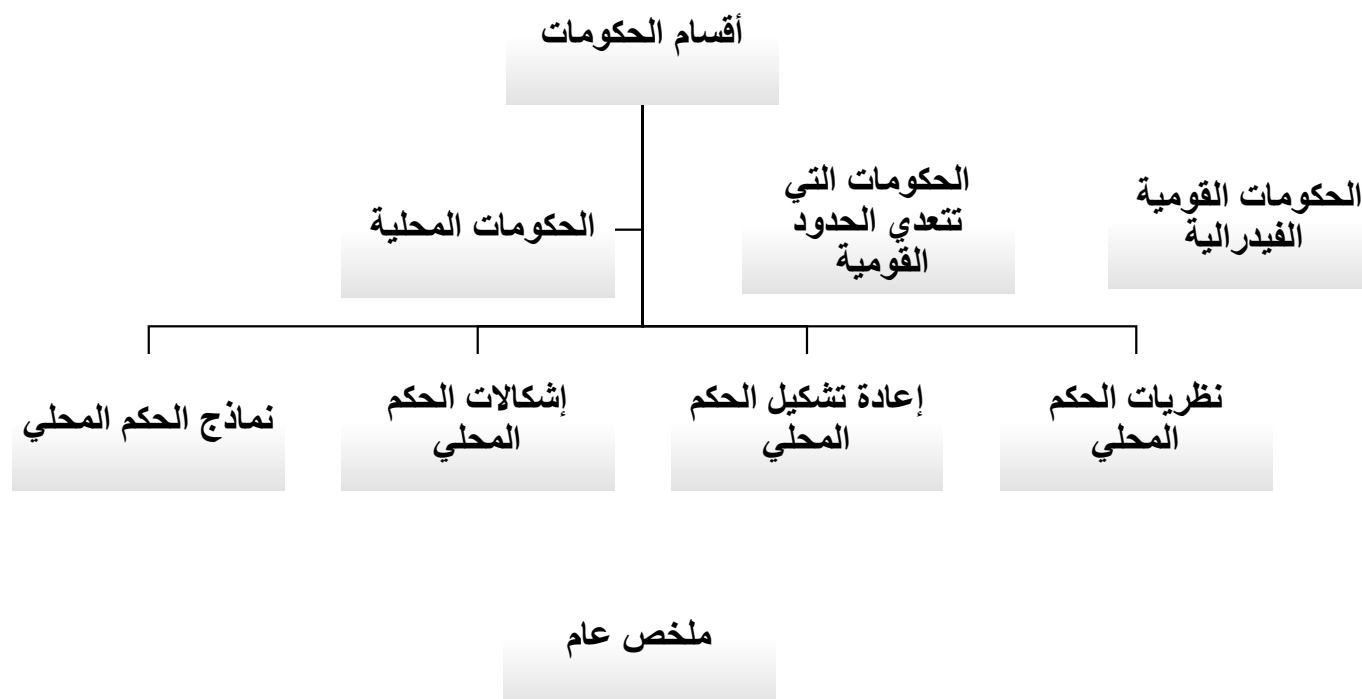 أقسام الحكومات
الحكومات القومية
الفيدرالية
الحكومات التي
تتعدي الحدود
القومية
الحكومات المحلية
نظريات الحكم
المحلي
إعادة تشكيل الحكم
المحلي
إشكالات الحكم
المحلي
نماذج الحكم المحلي
ملخص عام